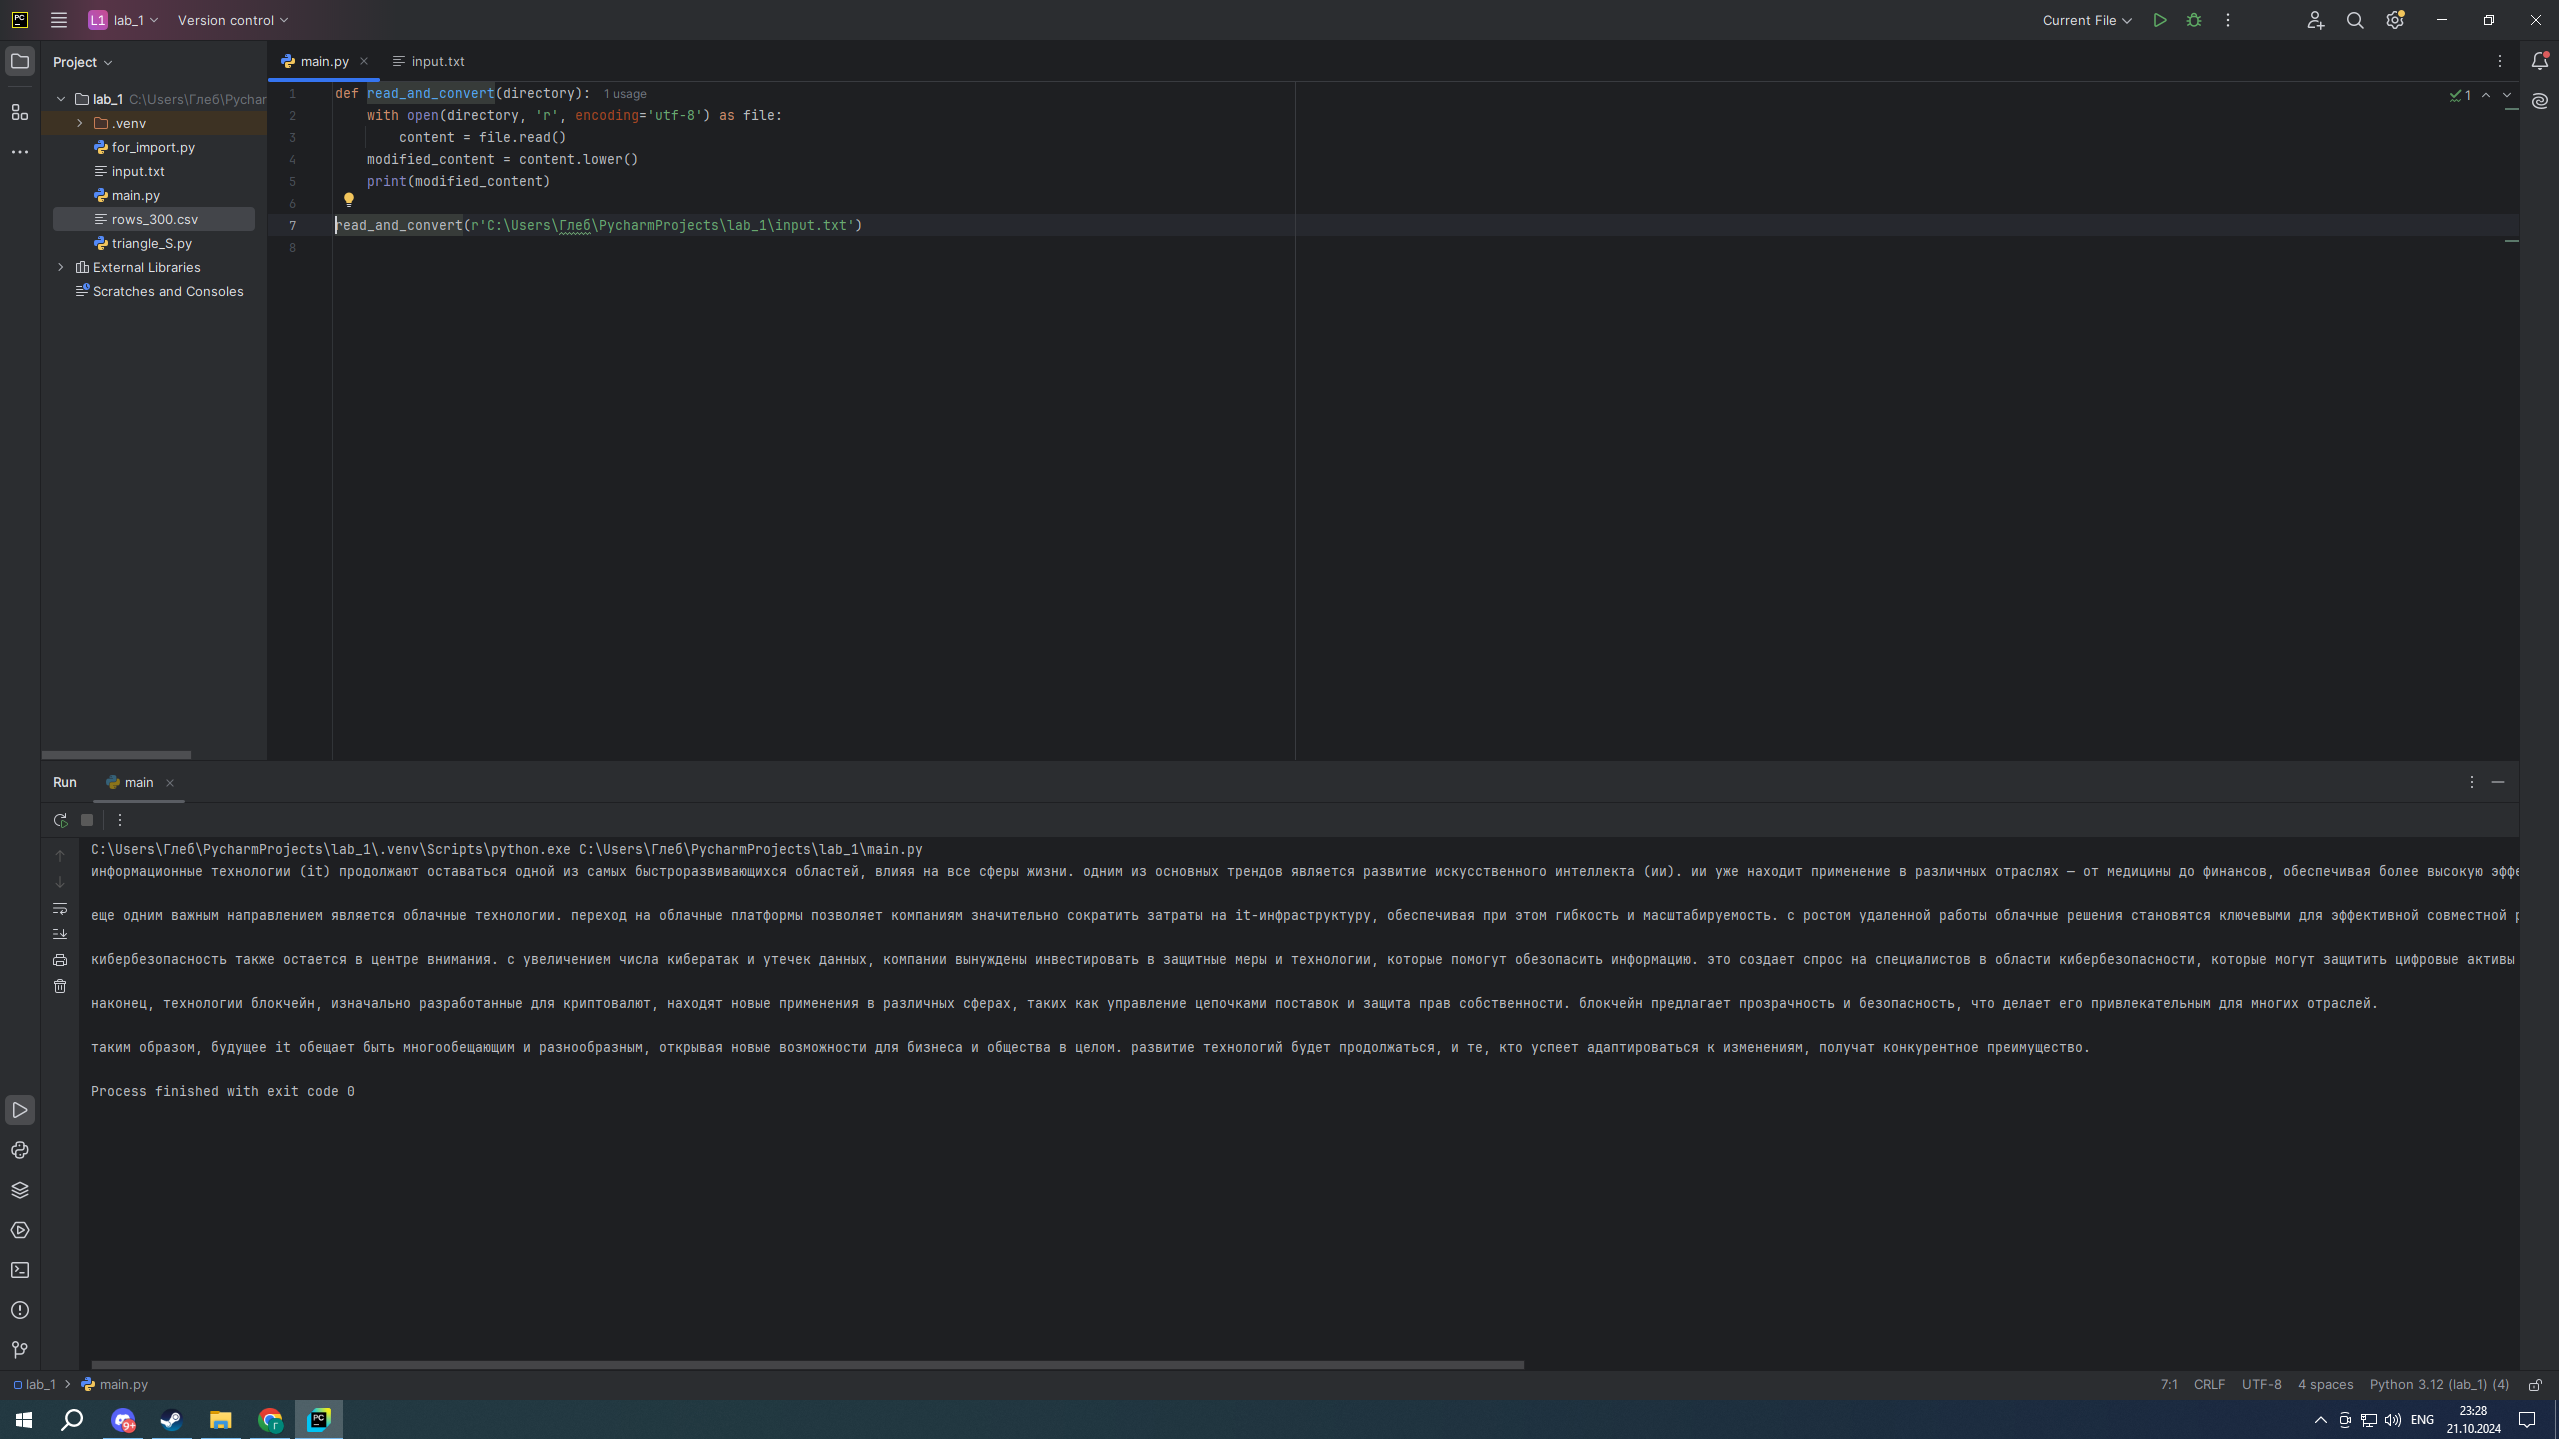 PC L1 lab_1 Version control Current File
Project main.py input.txt
lab_1 C:\Users\Глеб\Pychar
.venv
for_import.py
input.txt
main.py
rows_300.csv
triangle_S.py
External Libraries
Scratches and Consoles
1 def read_and_convert(directory): 1 usage
2 with open(directory, 'r', encoding='utf-8') as file:
3 content = file.read()
4 modified_content = content.lower()
5 print(modified_content)
6
7 read_and_convert(r'C:\Users\Глеб\PycharmProjects\lab_1\input.txt')
8
1
Run main
C:\Users\Глеб\PycharmProjects\lab_1\.venv\Scripts\python.exe C:\Users\Глеб\PycharmProjects\lab_1\main.py
информационные технологии (it) продолжают оставаться одной из самых быстроразвивающихся областей, влияя на все сферы жизни. одним из основных трендов является развитие искусственного интеллекта (ии). ии уже находит применение в различных отраслях — от медицины до финансов, обеспечивая более высокую эффе
еще одним важным направлением является облачные технологии. переход на облачные платформы позволяет компаниям значительно сократить затраты на it-инфраструктуру, обеспечивая при этом гибкость и масштабируемость. с ростом удаленной работы облачные решения становятся ключевыми для эффективной совместной р
кибербезопасность также остается в центре внимания. с увеличением числа кибератак и утечек данных, компании вынуждены инвестировать в защитные меры и технологии, которые помогут обезопасить информацию. это создает спрос на специалистов в области кибербезопасности, которые могут защитить цифровые активы
наконец, технологии блокчейн, изначально разработанные для криптовалют, находят новые применения в различных сферах, таких как управление цепочками поставок и защита прав собственности. блокчейн предлагает прозрачность и безопасность, что делает его привлекательным для многих отраслей.
таким образом, будущее it обещает быть многообещающим и разнообразным, открывая новые возможности для бизнеса и общества в целом. развитие технологий будет продолжаться, и те, кто успеет адаптироваться к изменениям, получат конкурентное преимущество.
Process finished with exit code 0
lab_1 main.py 7:1 CRLF UTF-8 4 spaces Python 3.12 (lab_1) (4)
9+ PC ENG 23:28
21.10.2024